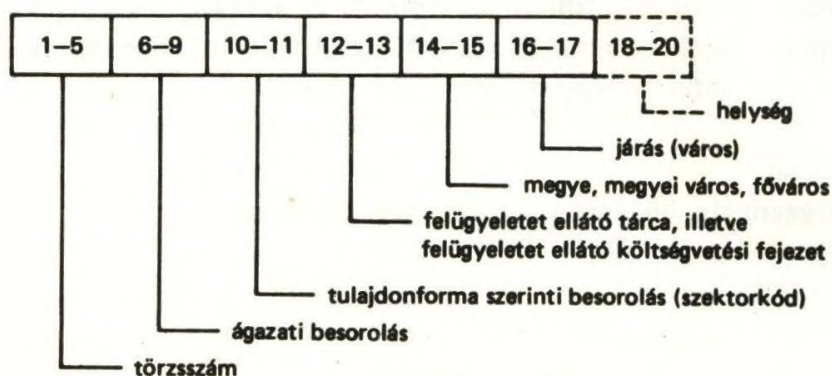 1–5 6–9 10–11 12–13 14–15 16–17 18–20
helység
járás (város)
megye, megyei város, főváros
felügyeletet ellátó tárca, illetve
felügyeletet ellátó költségvetési fejezet
tulajdonforma szerinti besorolás (szektorkód)
ágazati besorolás
törzsszám